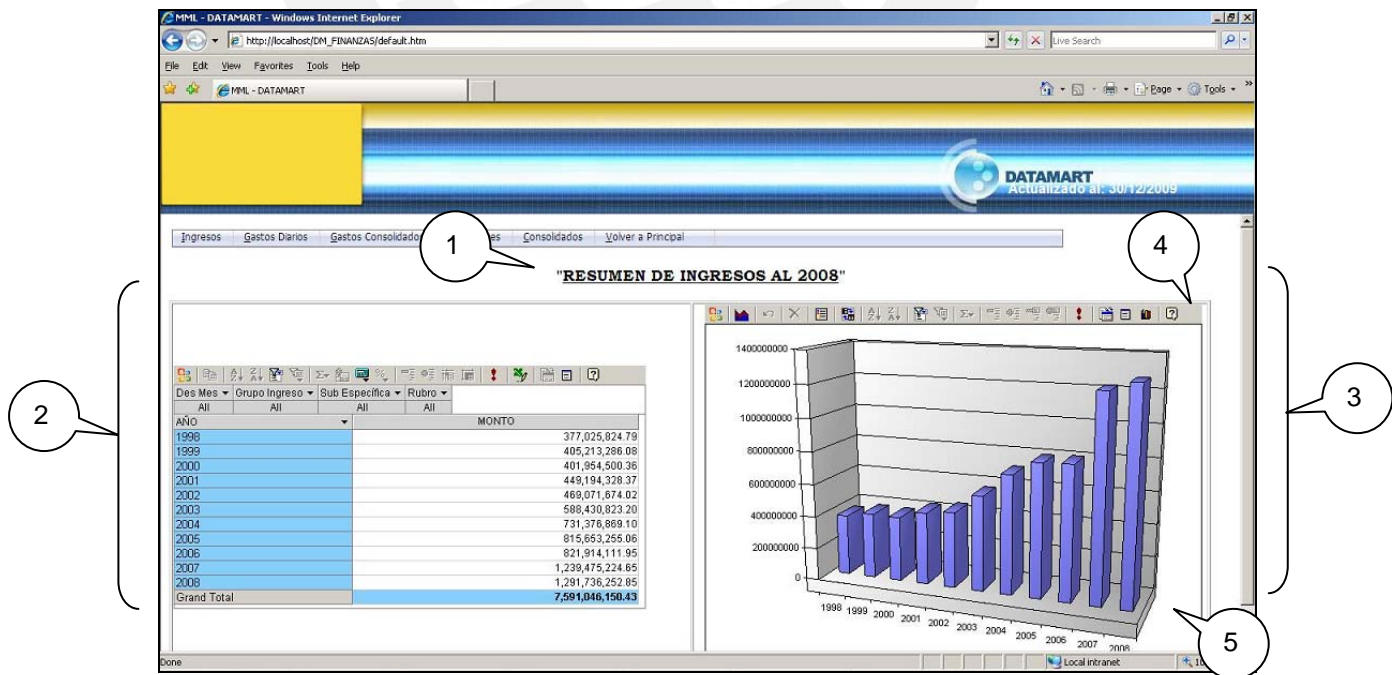 MML - DATAMART - Windows Internet Explorer
http://localhost/DM_FINANZAS/default.htm
Live Search
File Edit View Favorites Tools Help
MML - DATAMART
Page Tools
DATAMART
Actualizado al: 30/12/2009
Ingresos Gastos Diarios Gastos Consolidado Consolidados Volver a Principal
1
4
"RESUMEN DE INGRESOS AL 2008"
2
3
Des Mes Grupo Ingreso Sub Específica Rubro
All All All All
AÑO MONTO
1998 377,025,824.79
1999 405,213,286.08
2000 401,954,500.36
2001 449,194,328.37
2002 469,071,674.02
2003 588,430,823.20
2004 731,376,869.10
2005 815,653,255.06
2006 821,914,111.95
2007 1,239,475,224.65
2008 1,291,736,252.85
Grand Total 7,591,046,150.43
1400000000
1200000000
1000000000
800000000
600000000
400000000
200000000
0
1998 1999 2000 2001 2002 2003 2004 2005 2006 2007 2008
5
Done
Local intranet